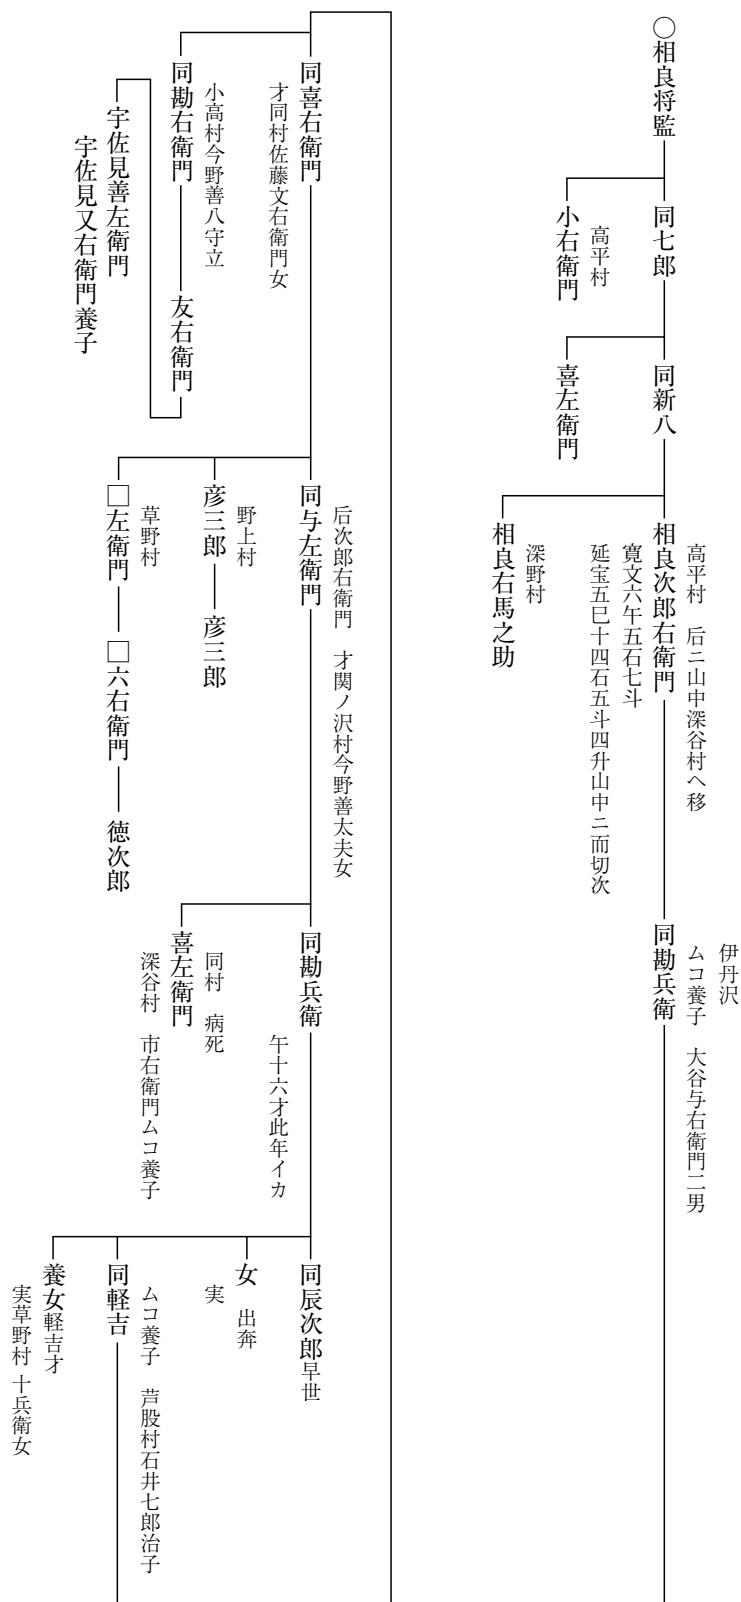 〇相良将監
同七郎
高平村
小右衛門
同新八
喜左衛門
高平村　后ニ山中深谷村へ移
相良次郎右衛門
寛文六午五石七斗
延宝五巳十四石五斗四升山中ニ而切次
深野村
相良右馬之助
伊丹沢
ムコ養子　大谷与右衛門二男
同勘兵衛
同喜右衛門
才同村佐藤文右衛門女
小高村今野善八守立
同勘右衛門
友右衛門
宇佐見善左衛門
宇佐見又右衛門養子
后次郎右衛門　才関ノ沢村今野善太夫女
同与左衛門
野上村
彦三郎
彦三郎
草野村
□左衛門
□六右衛門
徳次郎
同勘兵衛
午十六才此年イカ
同村　病死
喜左衛門
深谷村　市右衛門ムコ養子
同辰次郎早世
女　出奔
実
ムコ養子　芦股村石井七郎治子
同軽吉
養女軽吉才
実草野村 十兵衛女